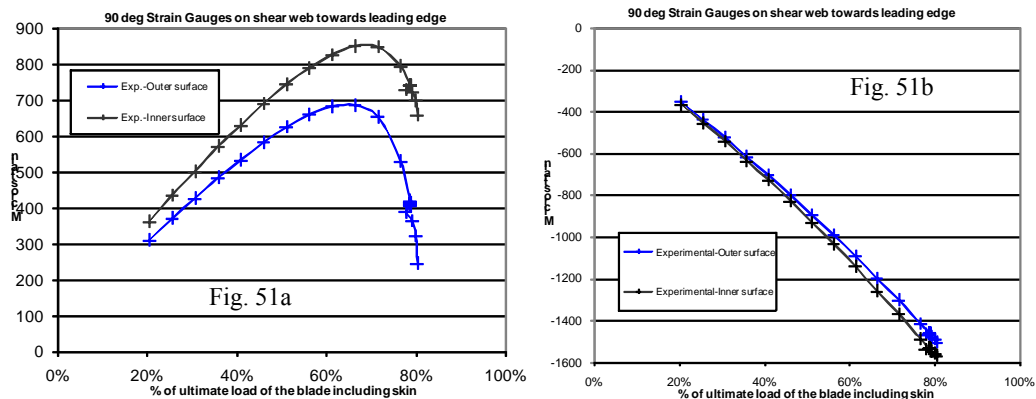 90 deg Strain Gauges on shear web towards leading edge
900
800
700
600
500
400
300
200
100
0
Exp.-Outer surface
Exp.-Inner surface
Fig. 51a
0% 20% 40% 60% 80% 100%
% of ultimate load of the blade including skin
90 deg Strain Gauges on shear web towards leading edge
0
-200
-400
-600
-800
-1000
-1200
-1400
-1600
Fig. 51b
Experimental-Outer surface
Experimental-Inner surface
0% 20% 40% 60% 80% 100%
% of ultimate load of the blade including skin